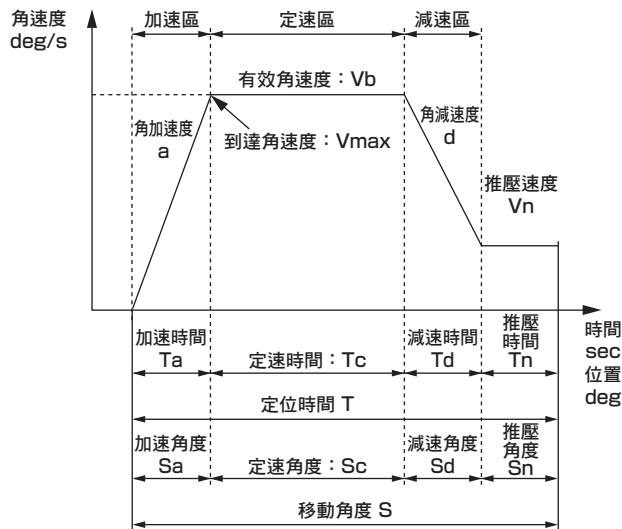 角速度
deg/s
加速區
定速區
減速區
有效角速度：Vb
角加速度
a
到達角速度：Vmax
角減速度
d
推壓速度
Vn
加速時間
Ta
定速時間：Tc
減速時間
Td
推壓
時間
Tn
時間
sec
位置
deg
定位時間 T
加速角度
Sa
定速角度：Sc
減速角度
Sd
推壓
角度
Sn
移動角度 S